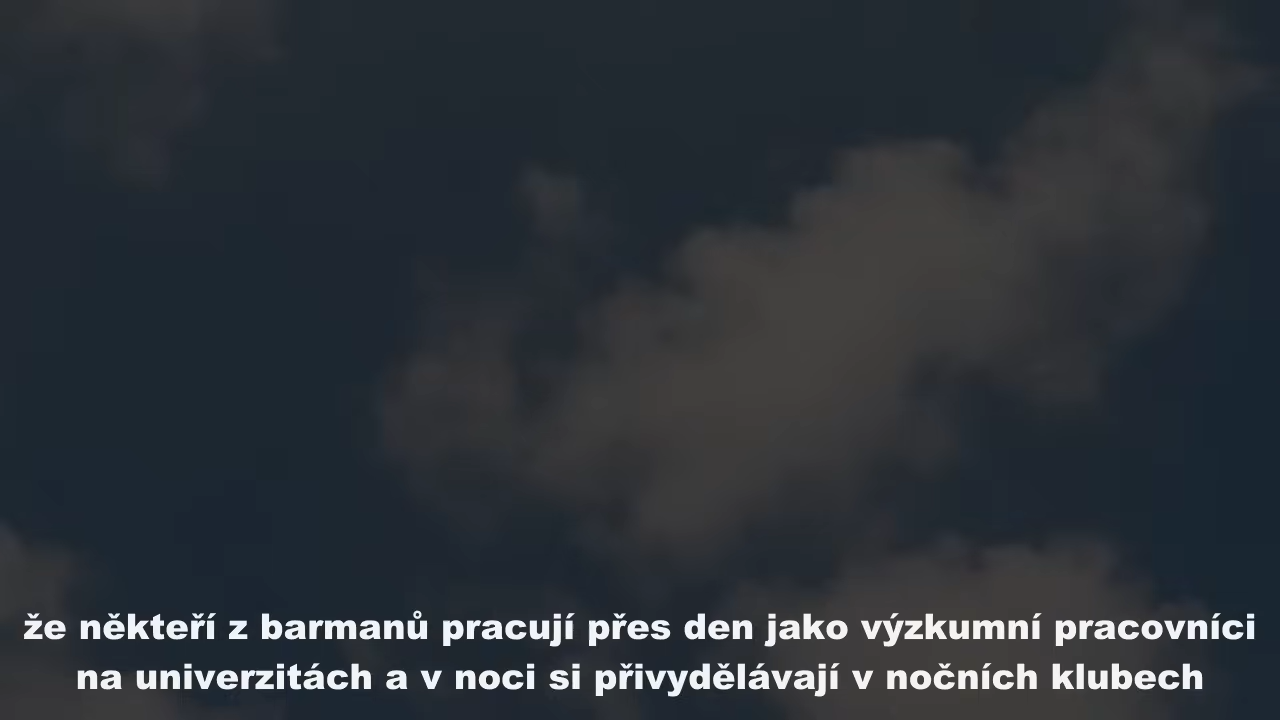 že někteří z barmanů pracují přes den jako výzkumní pracovníci
na univerzitách a v noci si přivydělávají v nočních klubech